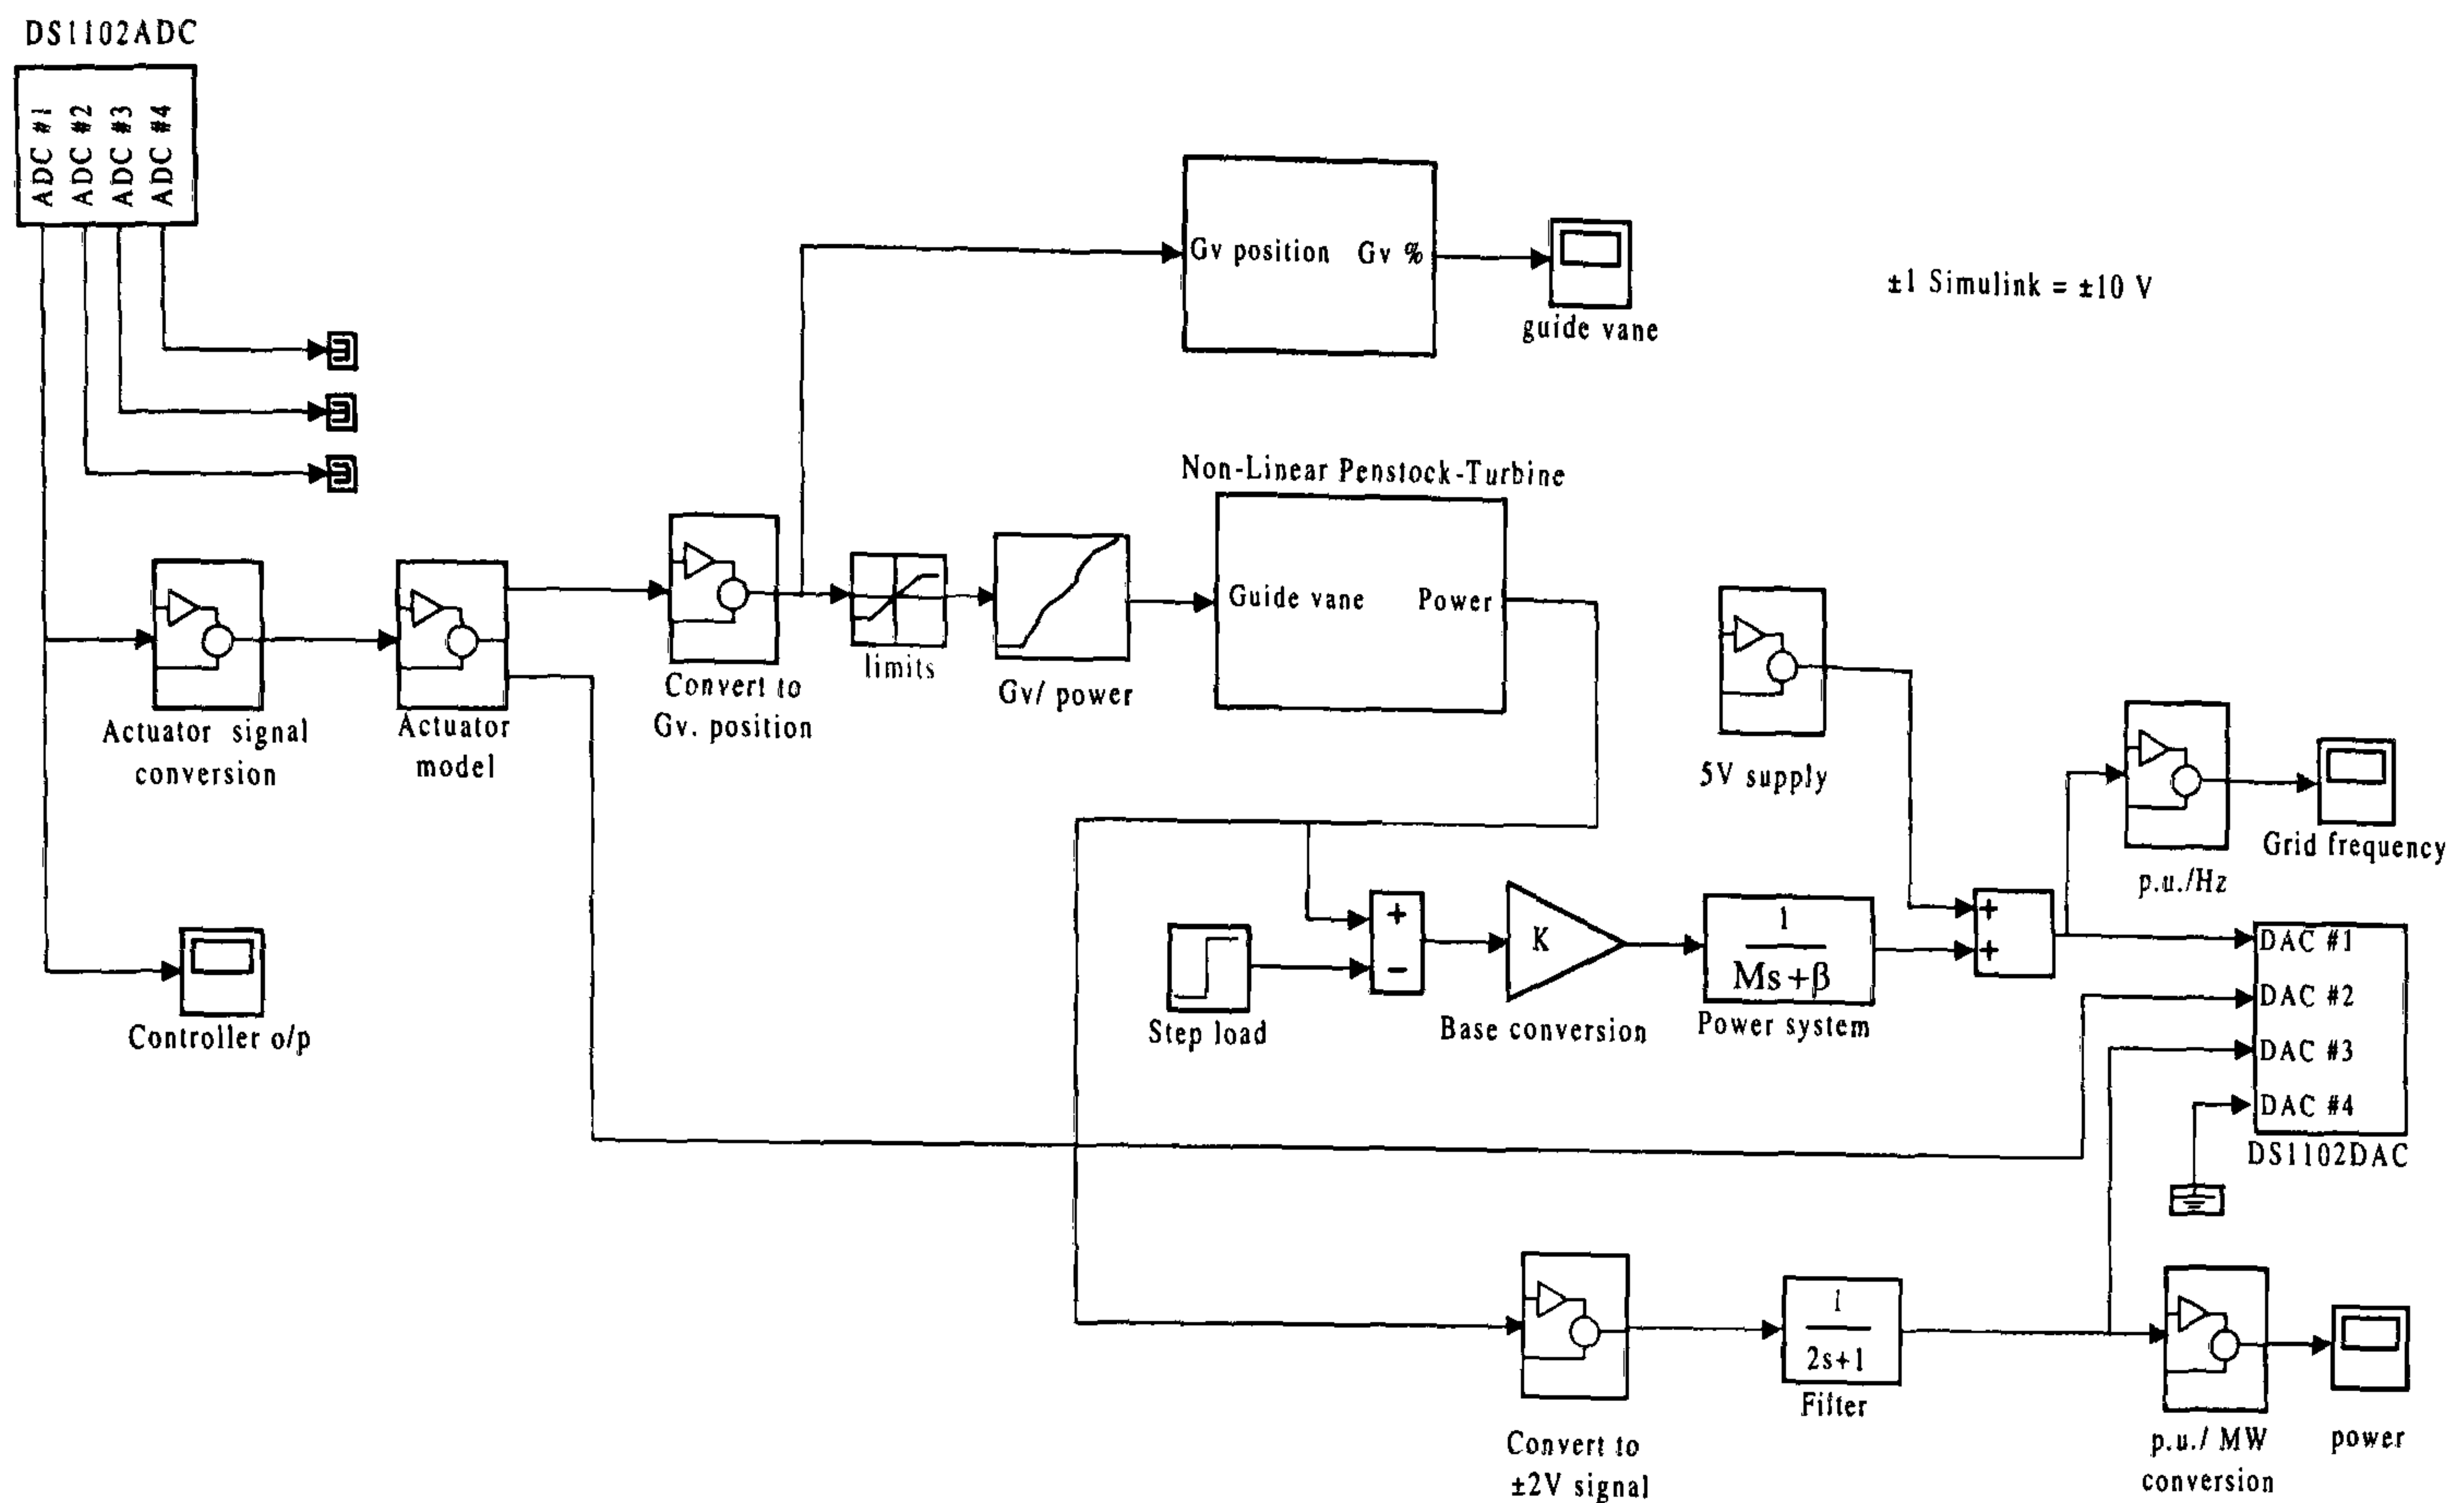 DS1102ADC
ADC #1
ADC #2
ADC #3
ADC #4
Gv position Gv %
guide vane
±1 Simulink = ±10 V
Non-Linear Penstock-Turbine
Guide vane Power
limits
Gv/ power
Convert to
Gv. position
Actuator signal
conversion
Actuator
model
5V supply
p.u./Hz
Grid frequency
Controller o/p
Step load
+
−
K
Base conversion
1
Ms+β
Power system
+
+
DAC #1
DAC #2
DAC #3
DAC #4
DS1102DAC
Convert to
±2V signal
1
2s+1
Filter
p.u./ MW
conversion
power